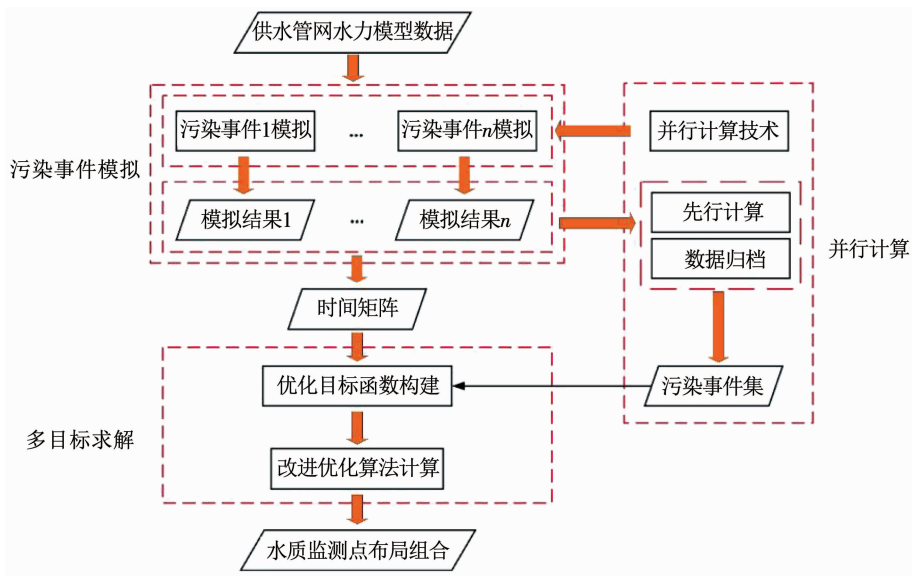 供水管网水力模型数据
污染事件1模拟
...
污染事件n模拟
并行计算技术
污染事件模拟
模拟结果1
...
模拟结果n
先行计算
数据归档
并行计算
时间矩阵
优化目标函数构建
污染事件集
多目标求解
改进优化算法计算
水质监测点布局组合